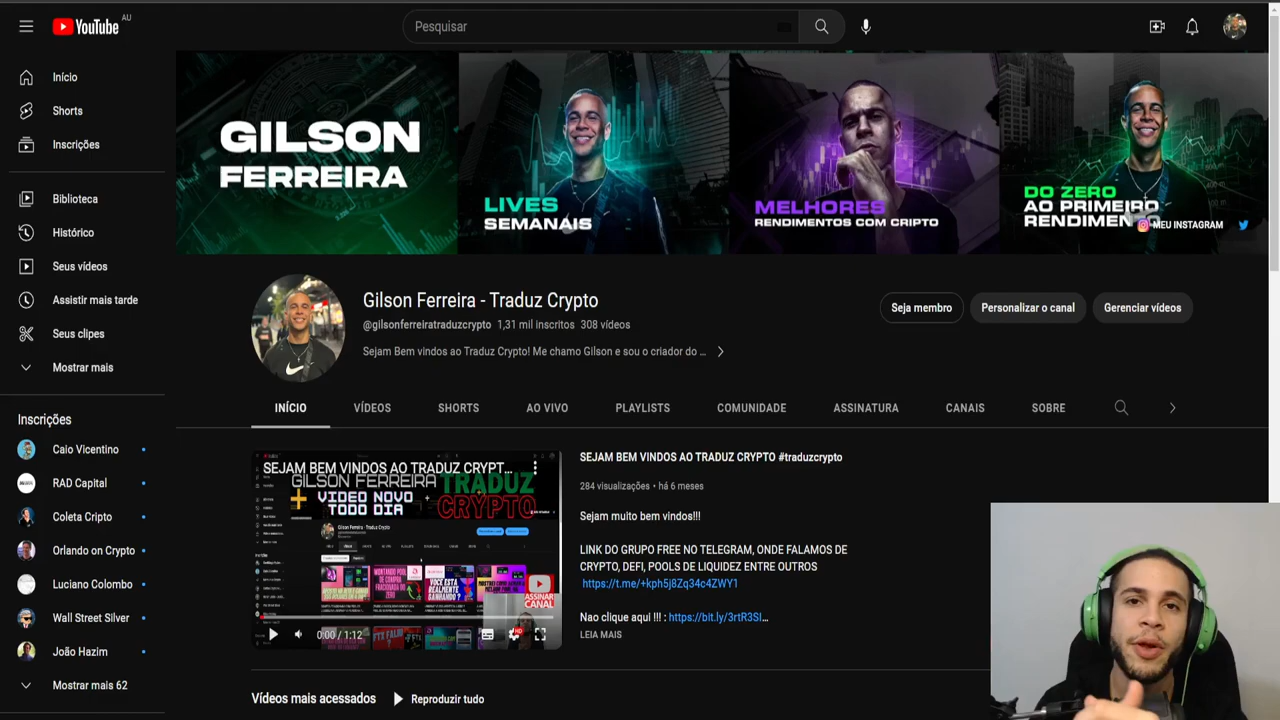 YouTube AU
Pesquisar
Início
Shorts
Inscrições
Biblioteca
Histórico
Seus vídeos
Assistir mais tarde
Seus clipes
Mostrar mais
Inscrições
Caio Vicentino
RAD Capital
Coleta Cripto
Wall Street Silver
Luciano Colombo
João Hazim
Mostrar mais 62
GILSON
FERREIRA
LIVES
SEMANAIS
MELHORES
RENDIMENTOS COM CRIPTO
DO ZERO
AO PRIMEIRO
MEU INSTAGRAM
Gilson Ferreira - Traduz Crypto
@gilsonferreiratraduzcrypto 1,31 mil inscritos 308 vídeos
Sejam Bem vindos ao Traduz Crypto! Me chamo Gilson e sou o criador do ...
Seja membro
Personalizar o canal
Gerenciar vídeos
INÍCIO VÍDEOS SHORTS AO VIVO PLAYLISTS COMUNIDADE ASSINATURA CANAIS SOBRE
SEJAM BEM VINDOS AO TRADUZ CRYPT...
GILSON FERREIRA TRADUZ
CRYPTO
+ VIDEO NOVO
TODO DIA
Gilson Ferreira - Traduz Crypto
ASSINAR
CANAL
0:00 / 1:12
SEJAM BEM VINDOS AO TRADUZ CRYPTO #traduzcrypto
284 visualizações • há 6 meses
Sejam muito bem vindos!!!
LINK DO GRUPO FREE NO TELEGRAM, ONDE FALAMOS DE
CRYPTO, DEFI, POOLS DE LIQUIDEZ ENTRE OUTROS
https://t.me/+kph5j8Zq34c4ZWY1
Nao clique aqui !!! : https://bit.ly/3rtR3Sl...
LEIA MAIS
Vídeos mais acessados
Reproduzir tudo